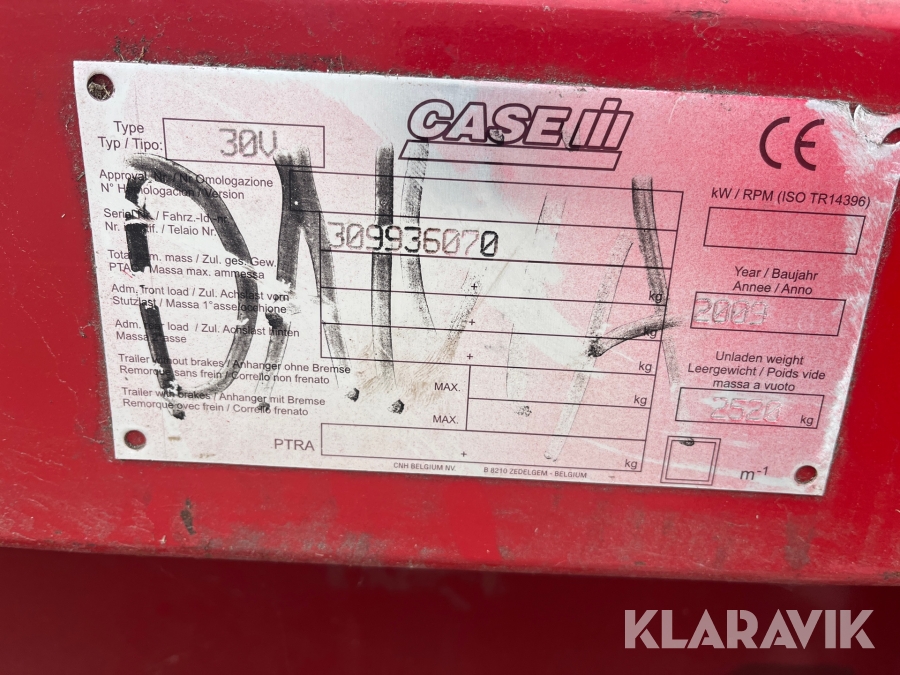 CASE IH
CE
Type
Typ / Tipo:
30V
Approval Nr. / Nr. Omologazione
N° Homologación / Version
Serial Nr. / Fahrz.-Id-nr.
Nr. Identif. / Telaio Nr.
309936070
Total adm. mass / Zul. ges. Gew.
PTAC / Massa max. ammessa
+ kg
Adm. front load / Zul. Achslast vorn
Stutzlast / Massa 1°asse/occhione
+ kg
Adm. rear load / Zul. Achslast hinten
Massa 2°asse
+ kg
Trailer without brakes / Anhanger ohne Bremse
Remorque sans frein / Corrello non frenato
MAX. kg
Trailer with brakes / Anhanger mit Bremse
Remorque avec frein / Corrello frenato
MAX.
PTRA + kg
kW / RPM (ISO TR14396)
Year / Baujahr
Annee / Anno
Unladen weight
Leergewicht / Poids vide
massa a vuoto
2520 kg
m⁻¹
CNH BELGIUM NV. B 8210 ZEDELGEM - BELGIUM
KLARAVIK